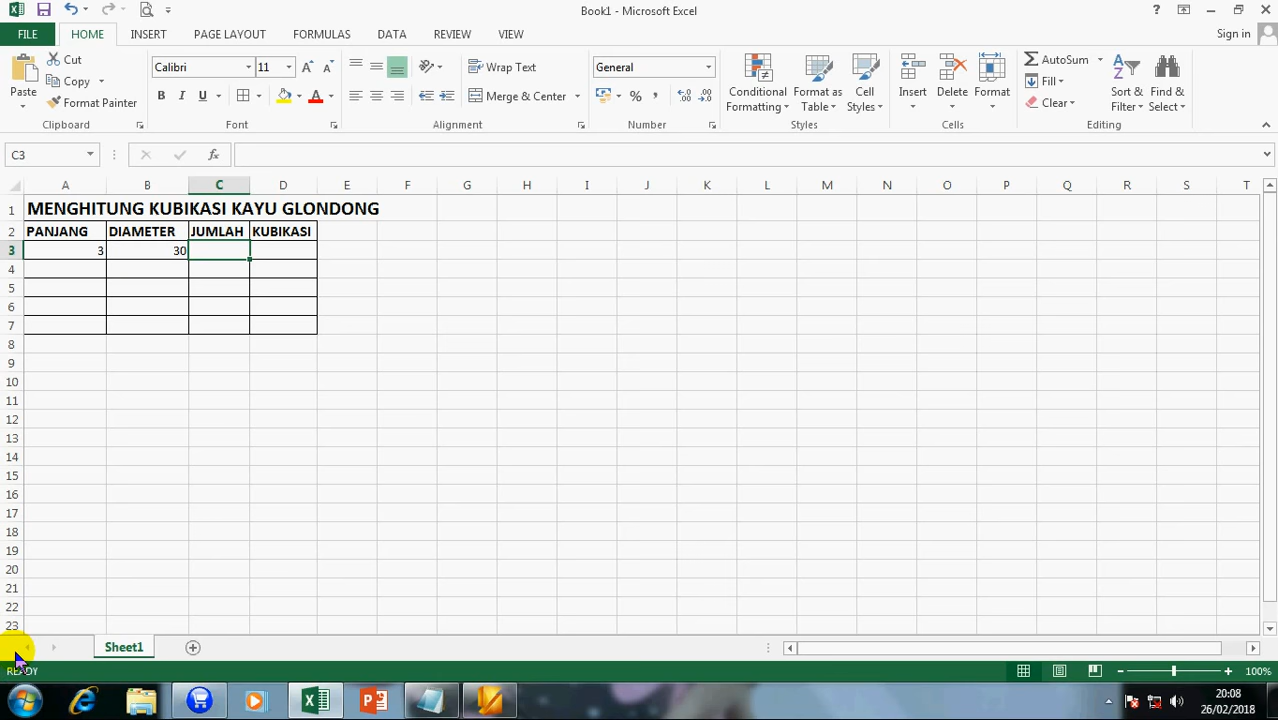 Book1 - Microsoft Excel
?
FILE
HOME
INSERT
PAGE LAYOUT
FORMULAS
DATA
REVIEW
VIEW
Sign in
Paste
Cut
Copy
Format Painter
Clipboard
Calibri
11
B I U
Font
Wrap Text
Merge & Center
Alignment
General
%
Number
Conditional Formatting
Format as Table
Cell Styles
Styles
Insert
Delete
Format
Cells
AutoSum
Fill
Clear
Sort & Filter
Find & Select
Editing
C3
fx
A B C D E F G H I J K L M N O P Q R S T
1 MENGHITUNG KUBIKASI KAYU GLONDONG
2 PANJANG DIAMETER JUMLAH KUBIKASI
3 3 30
4
5
6
7
8
9
10
11
12
13
14
15
16
17
18
19
20
21
22
23
Sheet1
READY
100%
20:08
26/02/2018